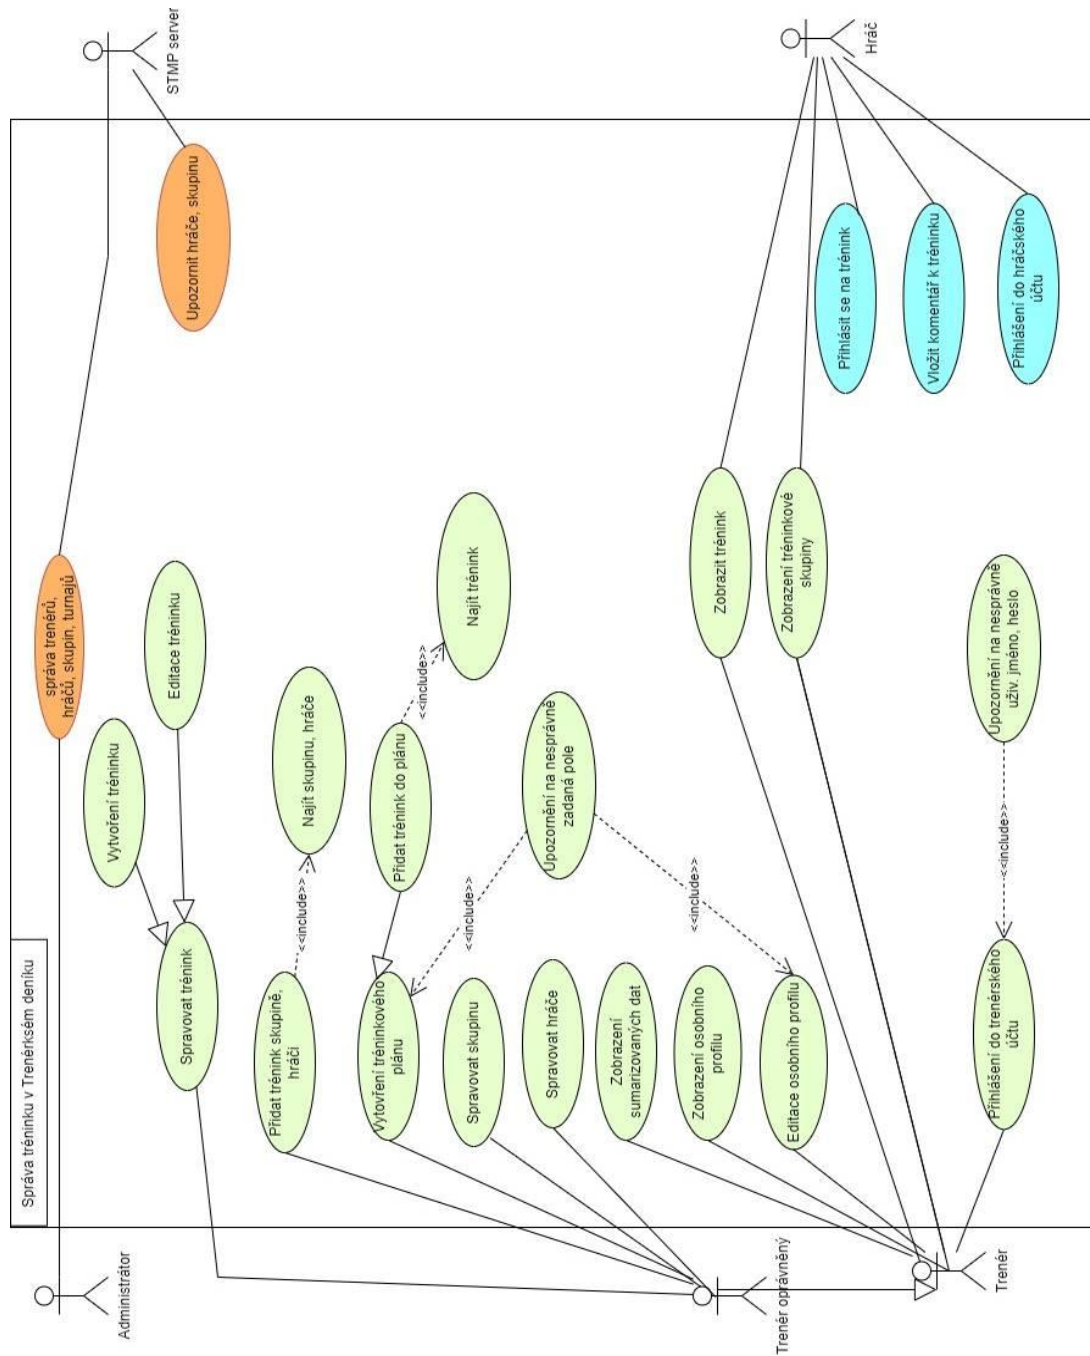 Správa tréninku v Trenérksém deníku
Administrátor
správa trenérů,
hráčů, skupin, turnajů
STMP server
Vytvoření tréninku
Editace tréninku
Spravovat trénink
Upozornit hráče, skupinu
Přidat trénink skupině,
hráči
<<include>>
Najít skupinu, hráče
Vytovření tréninkového
plánu
Přidat trénink do plánu
<<include>>
Najít trénink
Spravovat skupinu
<<include>>
Upozornění na nesprávně
zadaná pole
Spravovat hráče
Zobrazení
sumarizovaných dat
Zobrazení osobního
profilu
<<include>>
Editace osobního profilu
Trenér oprávněný
Zobrazit trénink
Zobrazení tréninkové
skupiny
Hráč
Přihlásit se na trénink
Vložit komentář k tréninku
Přihlášení do hráčského
účtu
Trenér
Přihlášení do trenérského
účtu
<<include>>
Upozornění na nesprávně
uživ. jméno, heslo